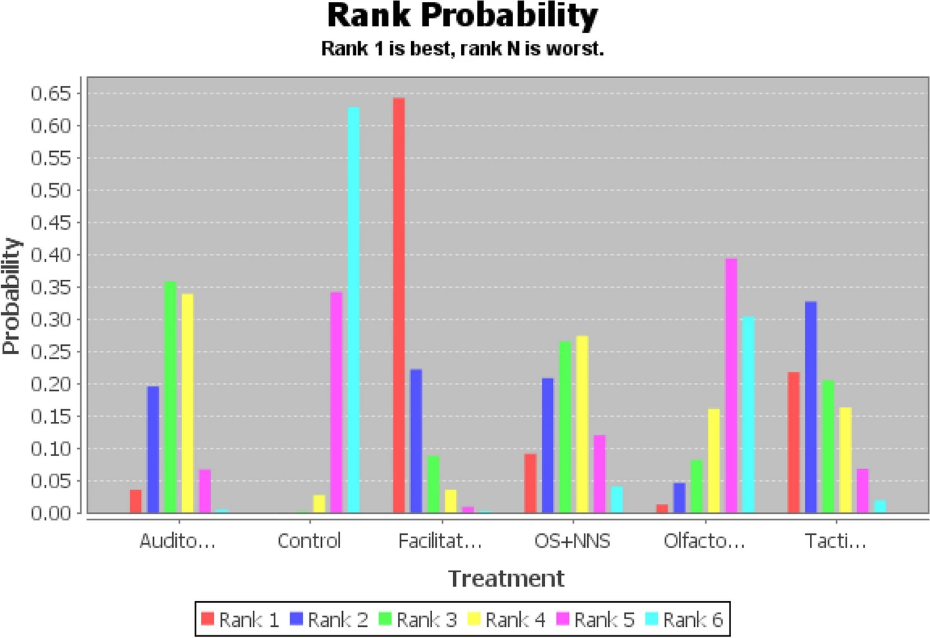 Rank Probability
Rank 1 is best, rank N is worst.
Probability
0.65
0.60
0.55
0.50
0.45
0.40
0.35
0.30
0.25
0.20
0.15
0.10
0.05
0.00
Audito... Control Facilitat... OS+NNS Olfacto... Tacti...
Treatment
Rank 1 Rank 2 Rank 3 Rank 4 Rank 5 Rank 6